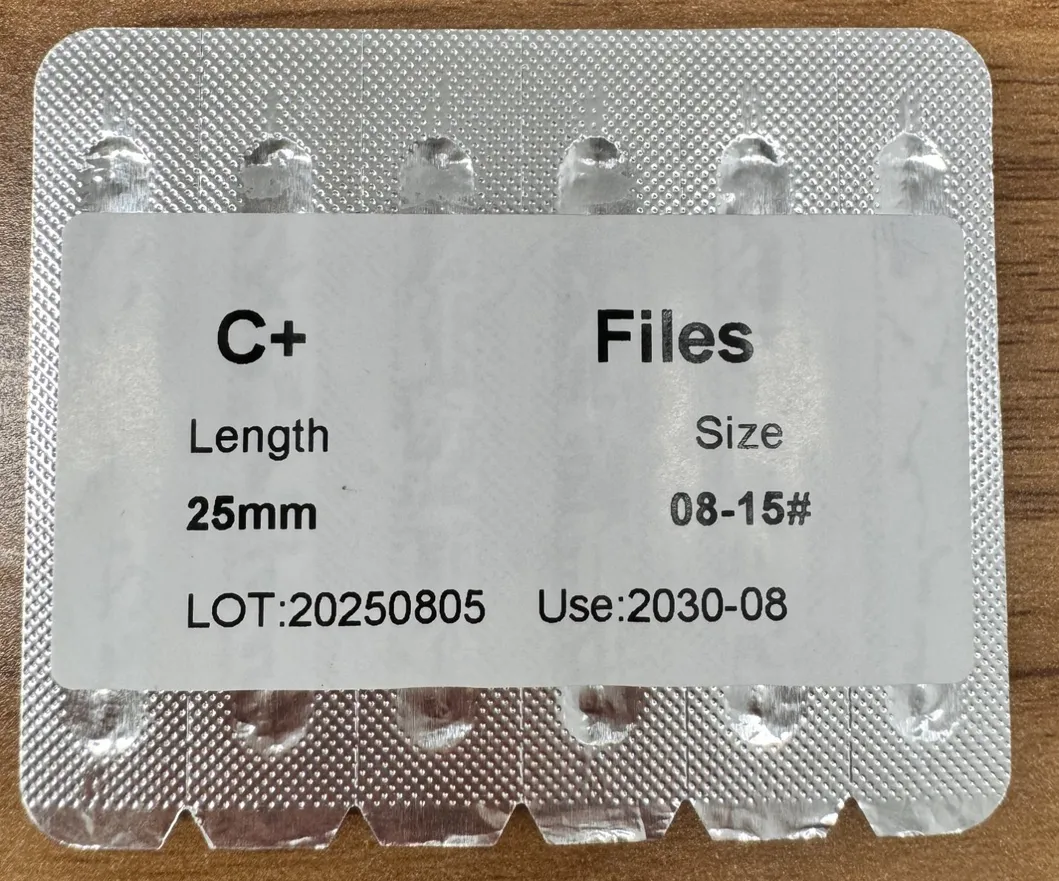 C+ Files
Length Size
25mm 08-15#
LOT:20250805 Use:2030-08